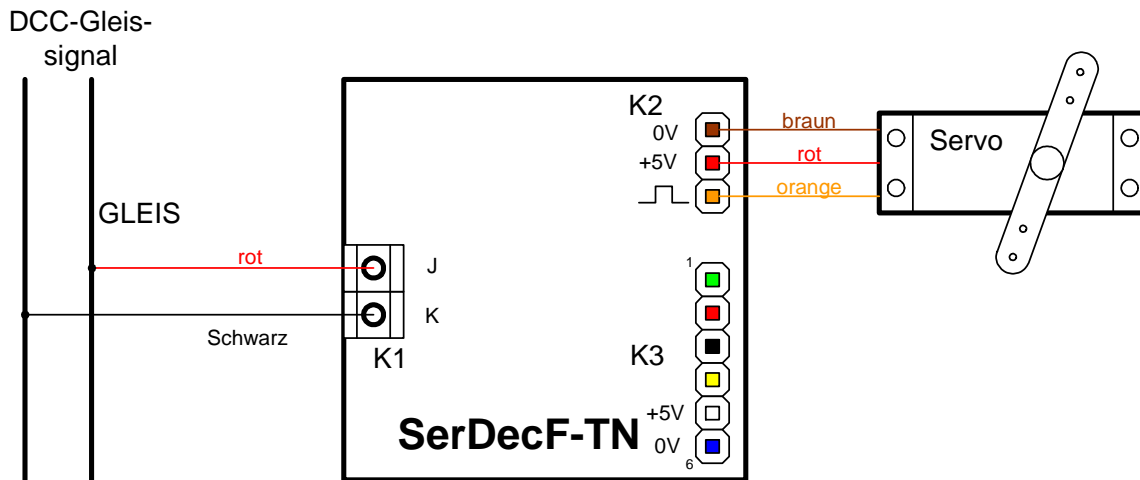 DCC-Gleis-
signal
GLEIS
rot
Schwarz
J
K
K1
K2
0V
+5V
braun
rot
orange
Servo
1
K3
+5V
0V
6
SerDecF-TN